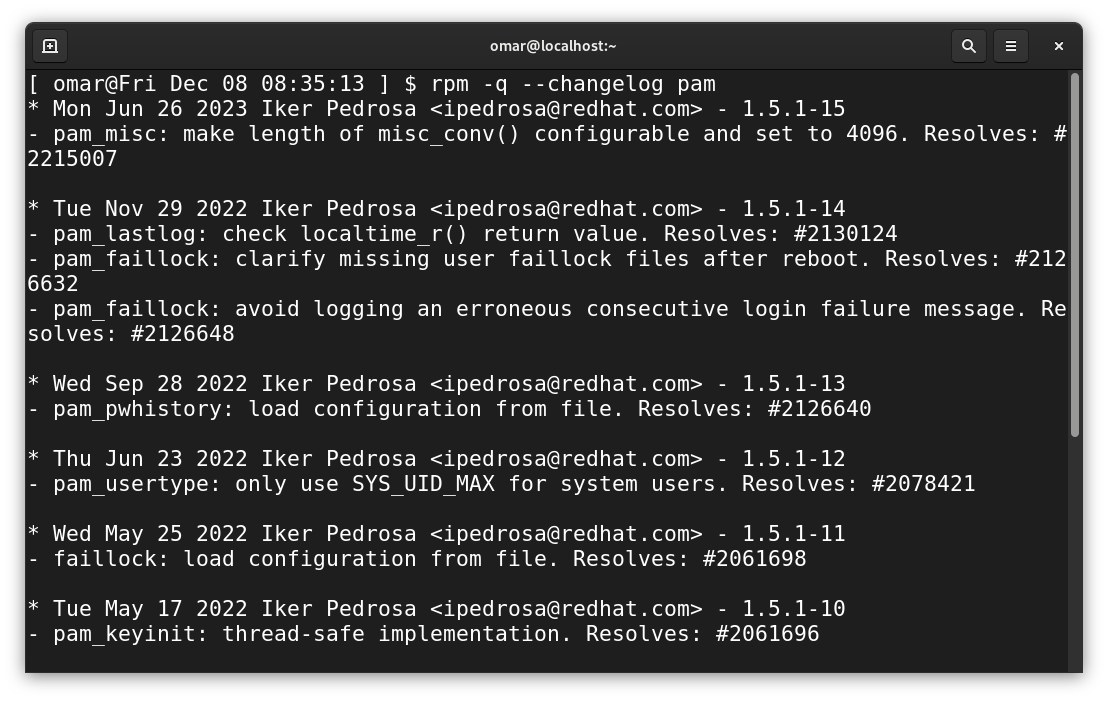 omar@localhost:~
[ omar@Fri Dec 08 08:35:13 ] $ rpm -q --changelog pam
* Mon Jun 26 2023 Iker Pedrosa <ipedrosa@redhat.com> - 1.5.1-15
- pam_misc: make length of misc_conv() configurable and set to 4096. Resolves: #
2215007
* Tue Nov 29 2022 Iker Pedrosa <ipedrosa@redhat.com> - 1.5.1-14
- pam_lastlog: check localtime_r() return value. Resolves: #2130124
- pam_faillock: clarify missing user faillock files after reboot. Resolves: #212
6632
- pam_faillock: avoid logging an erroneous consecutive login failure message. Re
solves: #2126648
* Wed Sep 28 2022 Iker Pedrosa <ipedrosa@redhat.com> - 1.5.1-13
- pam_pwhistory: load configuration from file. Resolves: #2126640
* Thu Jun 23 2022 Iker Pedrosa <ipedrosa@redhat.com> - 1.5.1-12
- pam_usertype: only use SYS_UID_MAX for system users. Resolves: #2078421
* Wed May 25 2022 Iker Pedrosa <ipedrosa@redhat.com> - 1.5.1-11
- faillock: load configuration from file. Resolves: #2061698
* Tue May 17 2022 Iker Pedrosa <ipedrosa@redhat.com> - 1.5.1-10
- pam_keyinit: thread-safe implementation. Resolves: #2061696